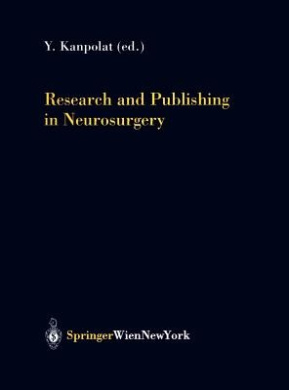 Y. Kanpolat (ed.)
Research and Publishing
in Neurosurgery
SpringerWienNewYork